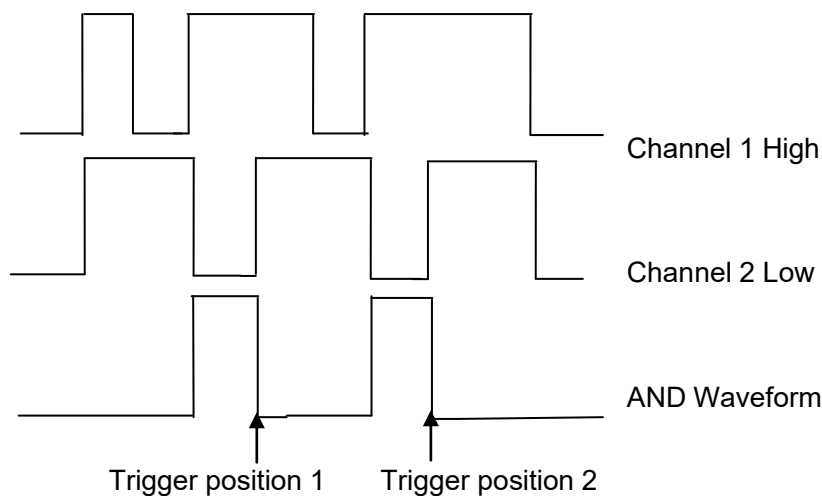 Channel 1 High
Channel 2 Low
AND Waveform
Trigger position 1
Trigger position 2